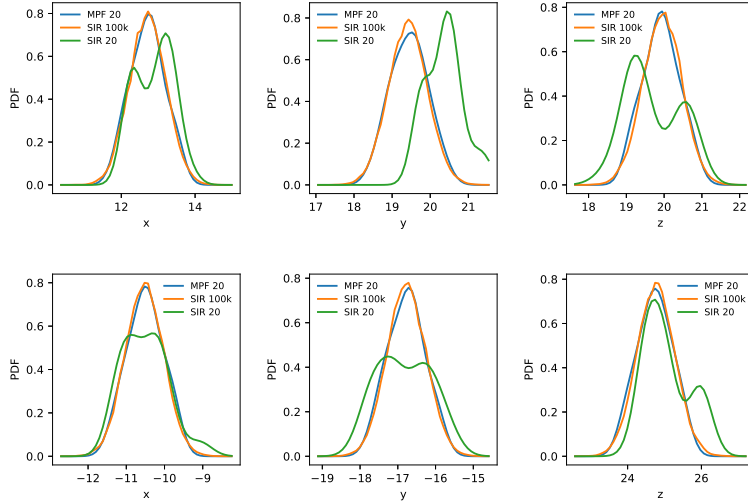 MPF 20
SIR 100k
SIR 20
PDF
0.8
0.6
0.4
0.2
0.0
12
14
x
MPF 20
SIR 100k
SIR 20
PDF
0.8
0.6
0.4
0.2
0.0
17
18
19
20
21
y
MPF 20
SIR 100k
SIR 20
PDF
0.8
0.6
0.4
0.2
0.0
18
19
20
21
22
z
MPF 20
SIR 100k
SIR 20
PDF
0.8
0.6
0.4
0.2
0.0
−12
−11
−10
−9
x
MPF 20
SIR 100k
SIR 20
PDF
0.8
0.6
0.4
0.2
0.0
−19
−18
−17
−16
−15
y
MPF 20
SIR 100k
SIR 20
PDF
0.8
0.6
0.4
0.2
0.0
24
26
z